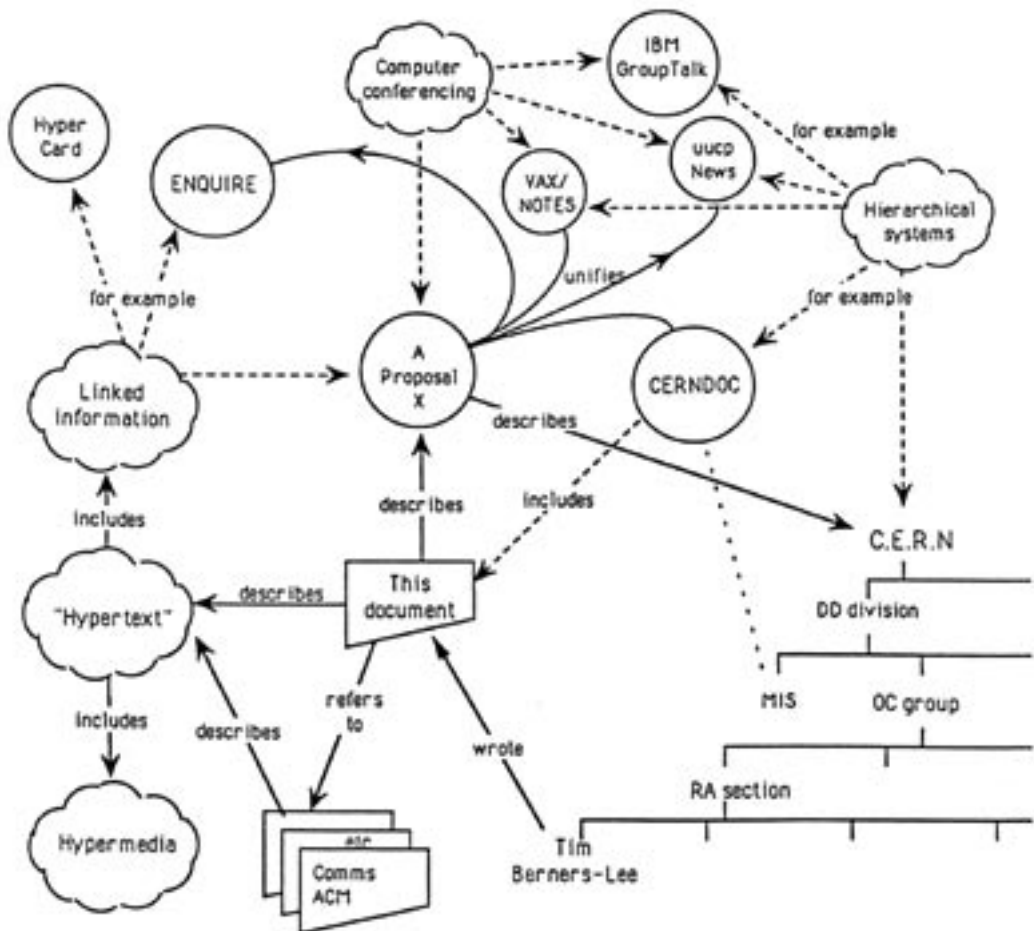 IBM
GroupTalk
Computer
conferencing
Hyper
Card
for example
uucp
News
ENQUIRE
VAX/
NOTES
Hierarchical
systems
unifies
for example
for example
A
Proposal
X
CERNDOC
Linked
information
describes
describes
includes
includes
C.E.R.N
This
document
describes
"Hypertext"
DD division
refers
to
MIS
OC group
includes
describes
wrote
RA section
Hypermedia
Comms
ACM
Tim
Berners-Lee